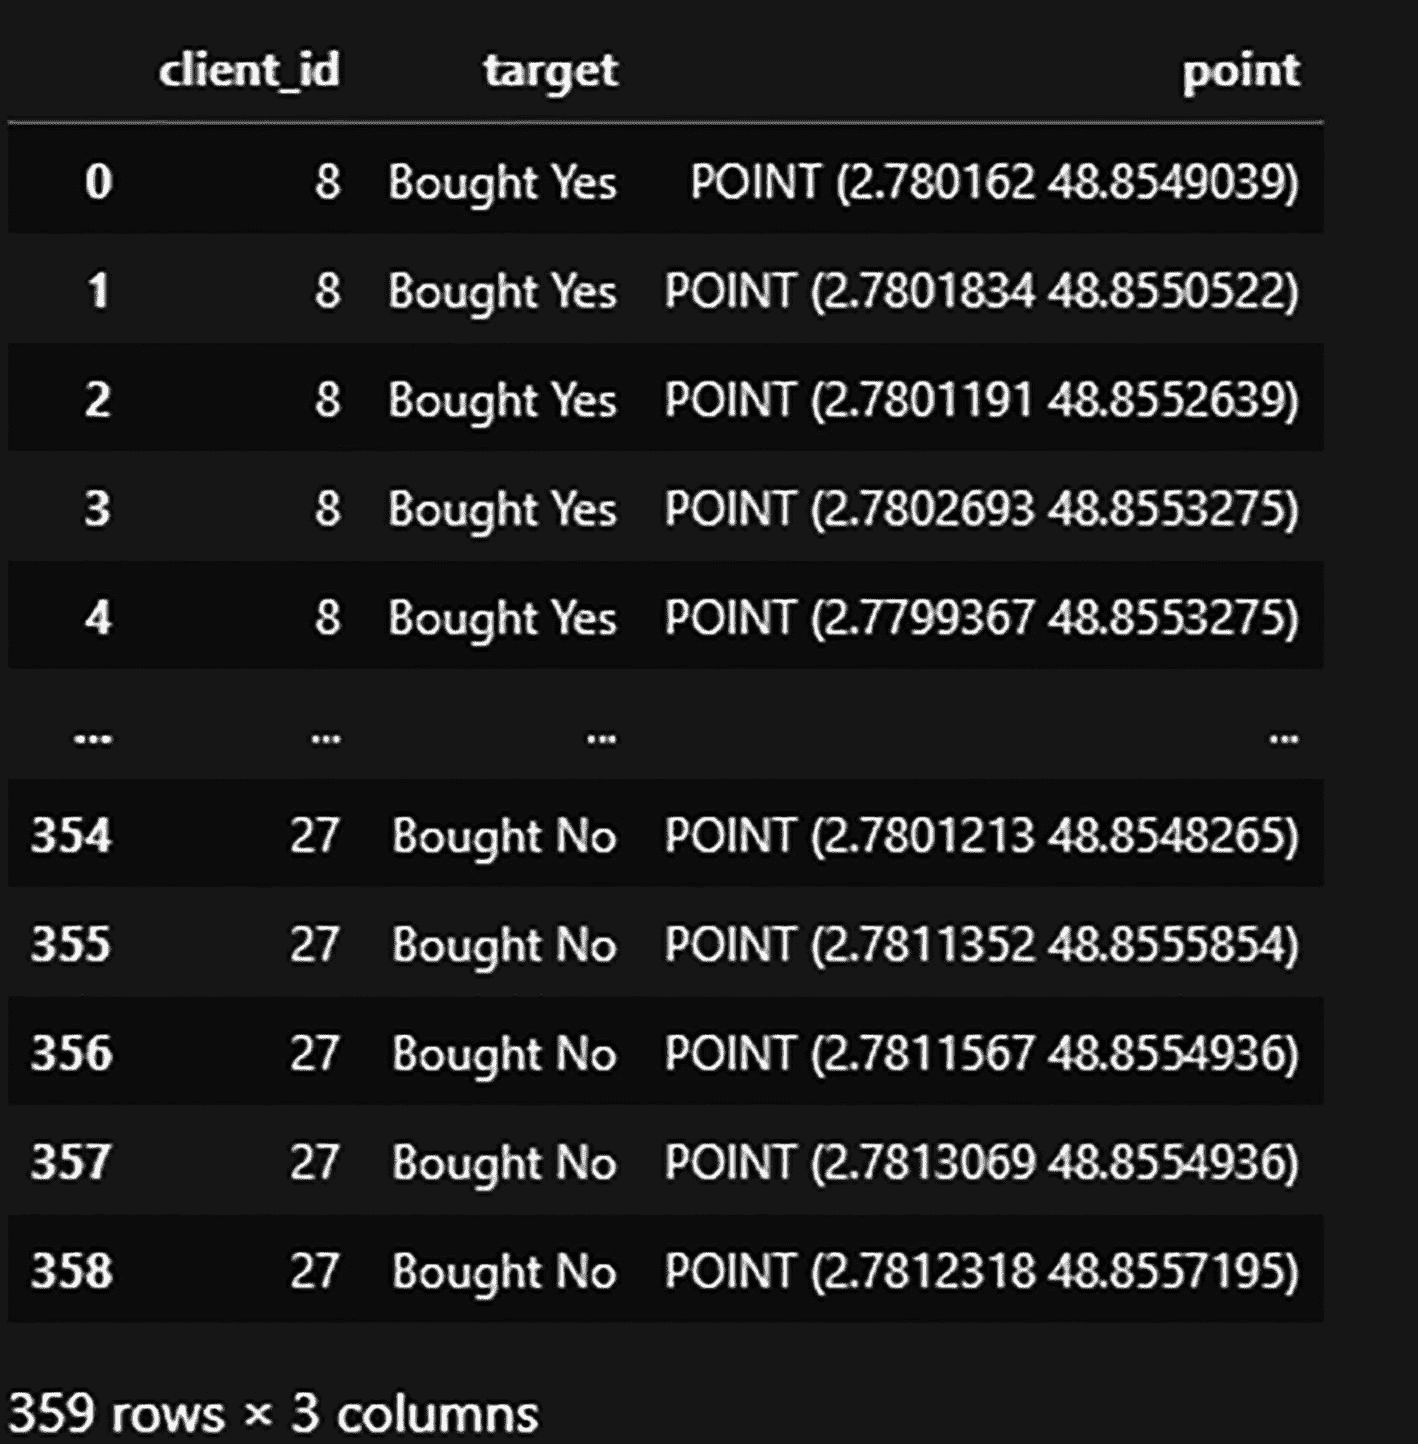 client_id target point
0 8 Bought Yes POINT (2.780162 48.8549039)
1 8 Bought Yes POINT (2.7801834 48.8550522)
2 8 Bought Yes POINT (2.7801191 48.8552639)
3 8 Bought Yes POINT (2.7802693 48.8553275)
4 8 Bought Yes POINT (2.7799367 48.8553275)
... ... ... ...
354 27 Bought No POINT (2.7801213 48.8548265)
355 27 Bought No POINT (2.7811352 48.8555854)
356 27 Bought No POINT (2.7811567 48.8554936)
357 27 Bought No POINT (2.7813069 48.8554936)
358 27 Bought No POINT (2.7812318 48.8557195)
359 rows × 3 columns